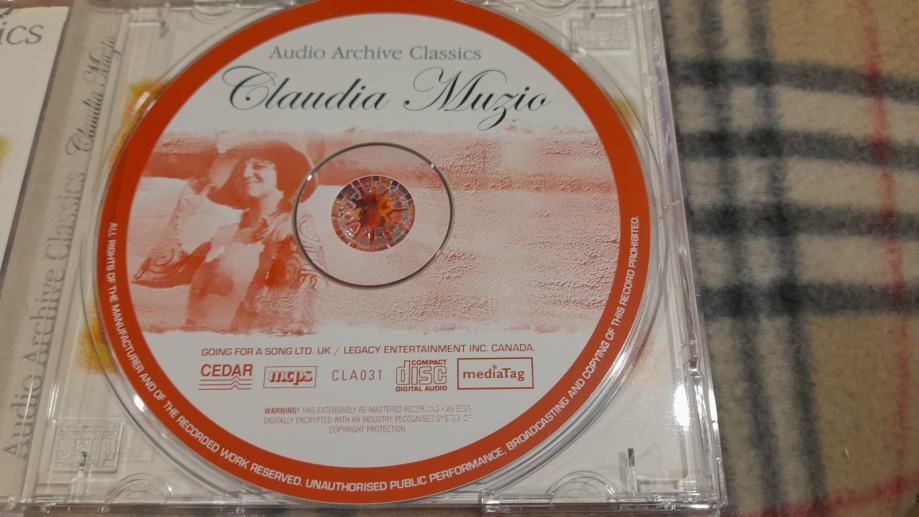 ics
Audio Archive Classics Claudia Muzio
Audio Archive Classics
Claudia Muzio
GOING FOR A SONG LTD. UK / LEGACY ENTERTAINMENT INC. CANADA
CEDAR mcps CLA031 COMPACT disc DIGITAL AUDIO mediaTag
WARNING! THIS EXTENSIVELY RE-MASTERED RECORDING HAS BEEN
DIGITALLY ENCRYPTED WITH AN INDUSTRY RECOGNISED SYSTEM OF
COPYRIGHT PROTECTION
ALL RIGHTS OF THE MANUFACTURER AND OF THE RECORDED WORK RESERVED. UNAUTHORISED PUBLIC PERFORMANCE, BROADCASTING AND COPYING OF THIS RECORD PROHIBITED.